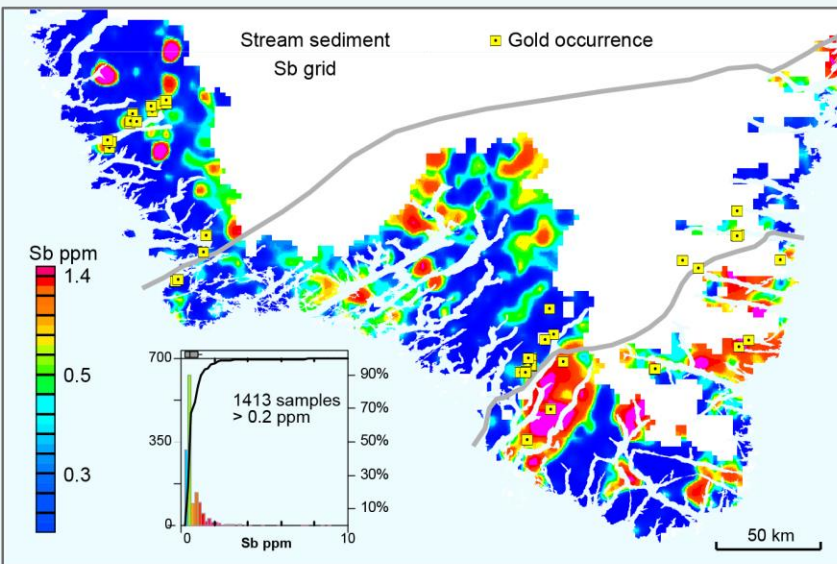 Stream sediment
Sb grid
Gold occurrence
Sb ppm
1.4
0.5
0.3
700
350
0
1413 samples
> 0.2 ppm
90%
70%
50%
30%
10%
0
10
Sb ppm
50 km